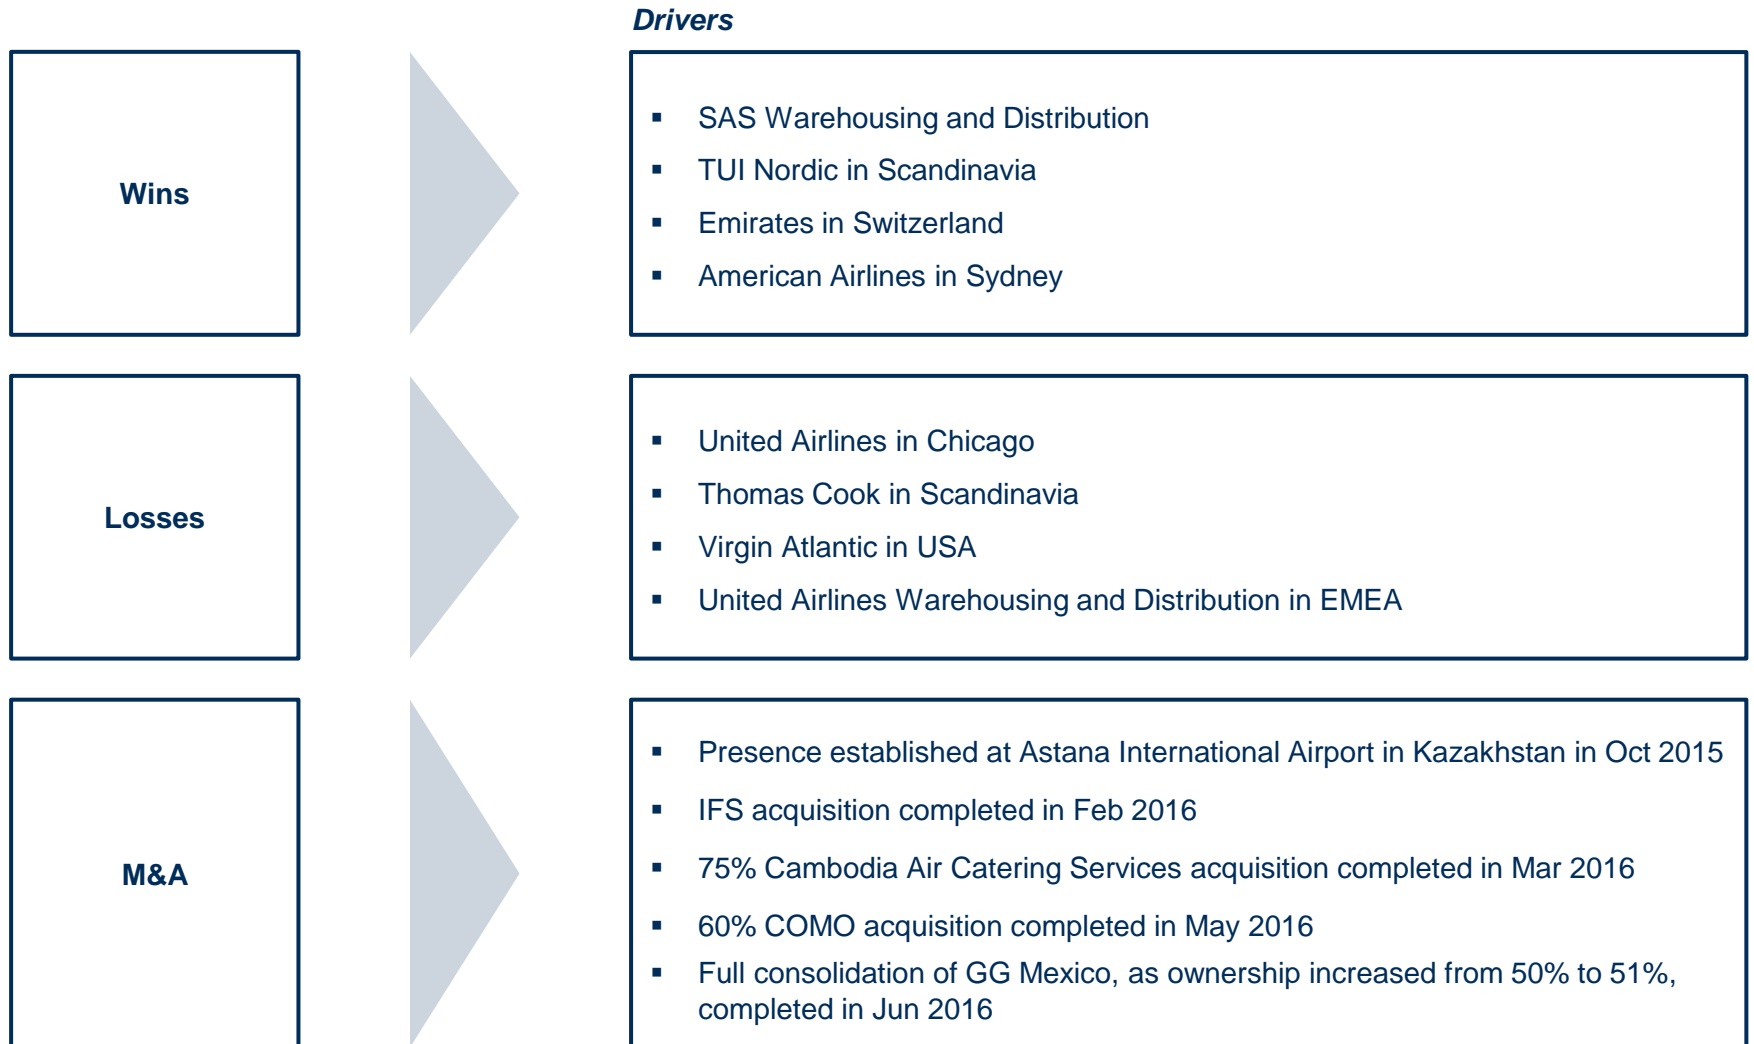 Drivers
Wins
▪ SAS Warehousing and Distribution
▪ TUI Nordic in Scandinavia
▪ Emirates in Switzerland
▪ American Airlines in Sydney
Losses
▪ United Airlines in Chicago
▪ Thomas Cook in Scandinavia
▪ Virgin Atlantic in USA
▪ United Airlines Warehousing and Distribution in EMEA
M&A
▪ Presence established at Astana International Airport in Kazakhstan in Oct 2015
▪ IFS acquisition completed in Feb 2016
▪ 75% Cambodia Air Catering Services acquisition completed in Mar 2016
▪ 60% COMO acquisition completed in May 2016
▪ Full consolidation of GG Mexico, as ownership increased from 50% to 51%,
completed in Jun 2016